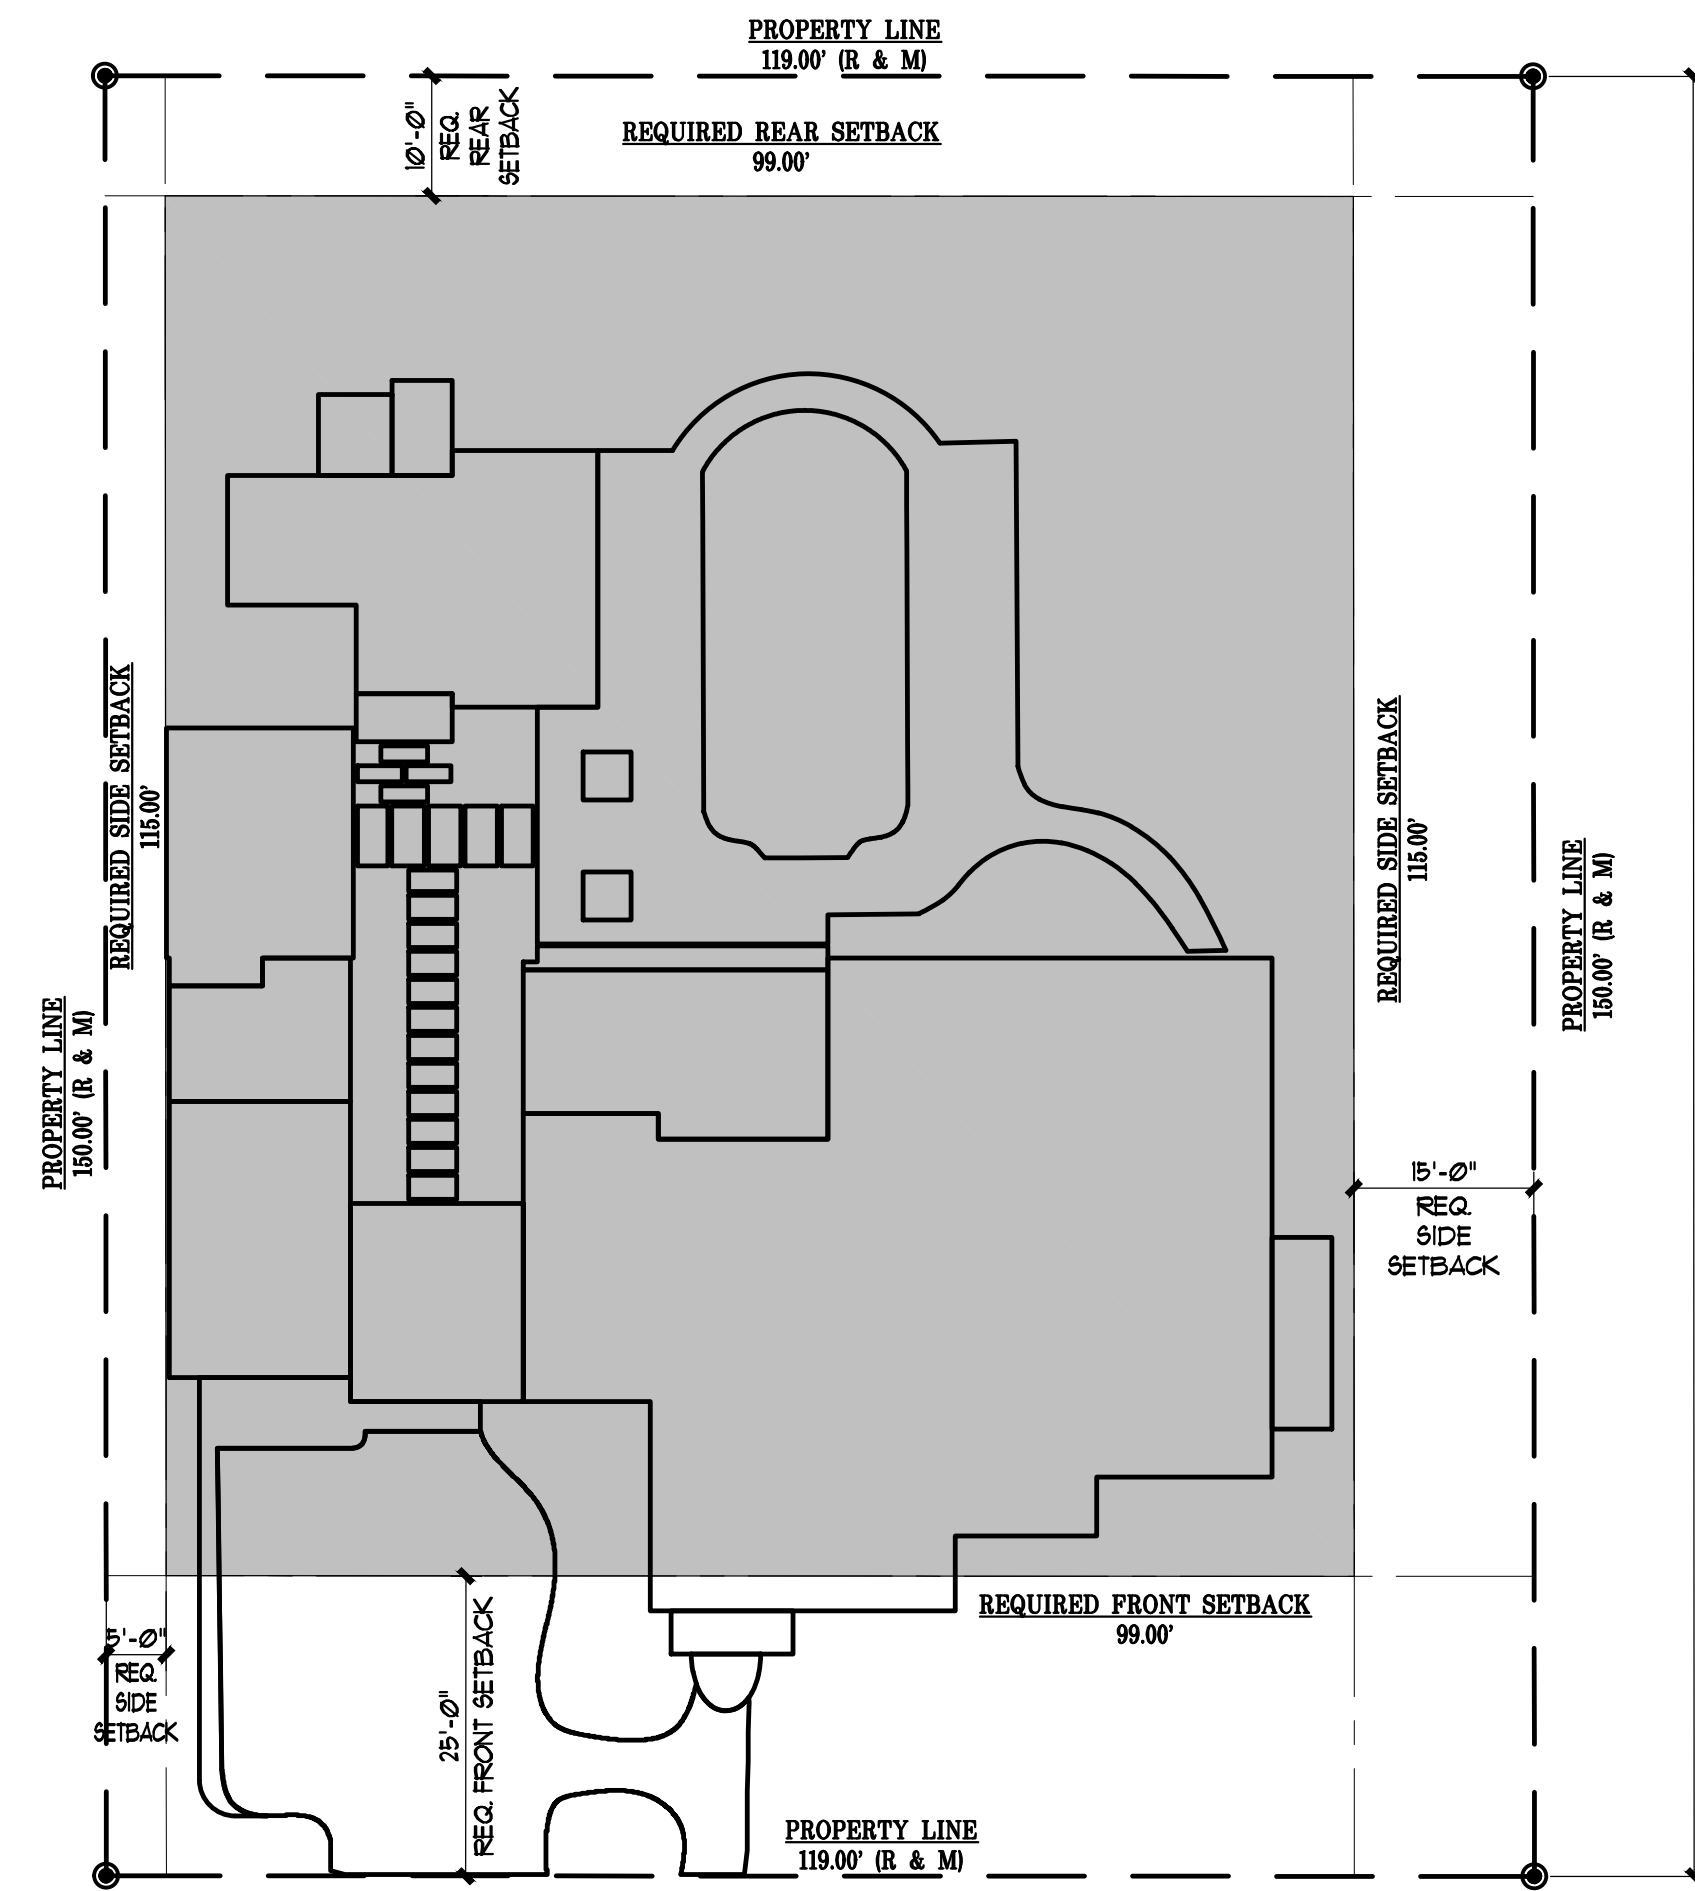 PROPERTY LINE
119.00' (R & M)
10'-0"
REQ.
REAR
SETBACK
REQUIRED REAR SETBACK
99.00'
REQUIRED SIDE SETBACK
115.00'
REQUIRED SIDE SETBACK
115.00'
PROPERTY LINE
150.00' (R & M)
PROPERTY LINE
150.00' (R & M)
15'-0"
REQ.
SIDE
SETBACK
REQUIRED FRONT SETBACK
99.00'
5'-0"
REQ.
SIDE
SETBACK
25'-0"
REQ. FRONT SETBACK
PROPERTY LINE
119.00' (R & M)